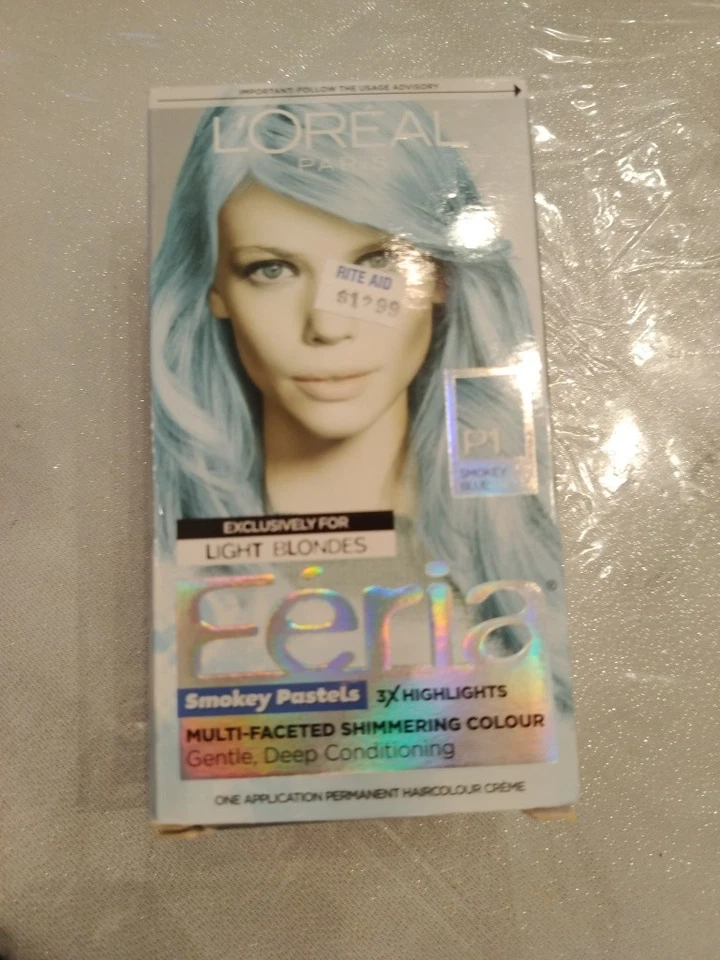 IMPORTANT: FOLLOW THE USAGE ADVISORY
L'ORÉAL
PARIS
RITE AID
$12.99
P1
SMOKEY
BLUE
EXCLUSIVELY FOR
LIGHT BLONDES
Féria®
Smokey Pastels 3X HIGHLIGHTS
MULTI-FACETED SHIMMERING COLOUR
Gentle, Deep Conditioning
ONE APPLICATION PERMANENT HAIRCOLOUR CRÈME